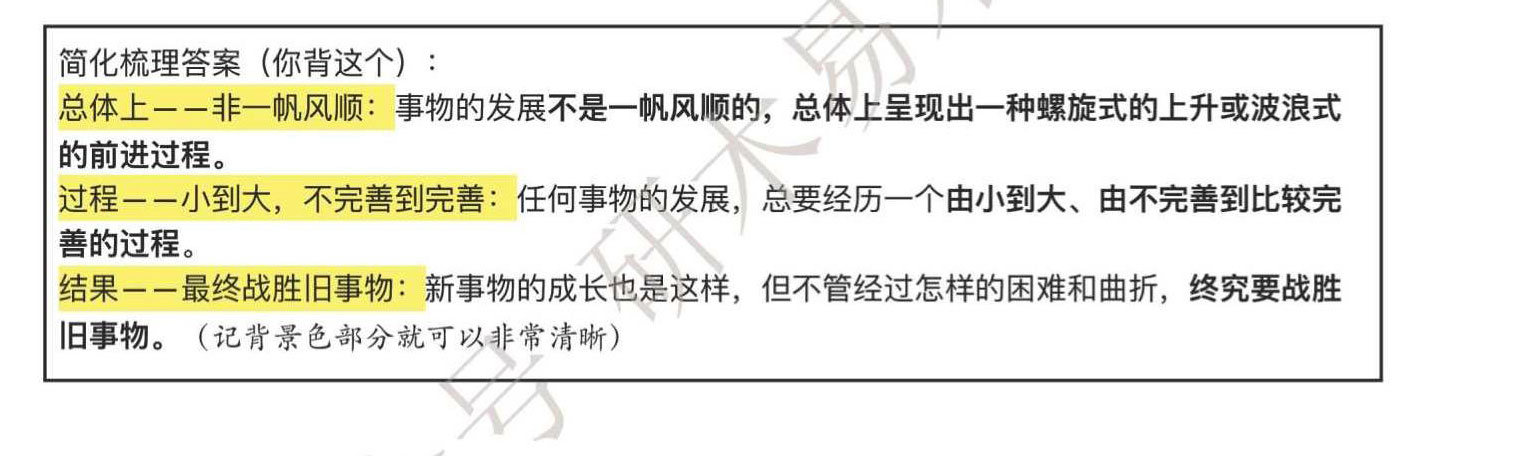 简化梳理答案（你背这个）：
总体上——非一帆风顺：事物的发展不是一帆风顺的，总体上呈现出一种螺旋式的上升或波浪式
的前进过程。
过程——小到大，不完善到完善：任何事物的发展，总要经历一个由小到大、由不完善到比较完
善的过程。
结果——最终战胜旧事物：新事物的成长也是这样，但不管经过怎样的困难和曲折，终究要战胜
旧事物。（记背景色部分就可以非常清晰）
号 研木易